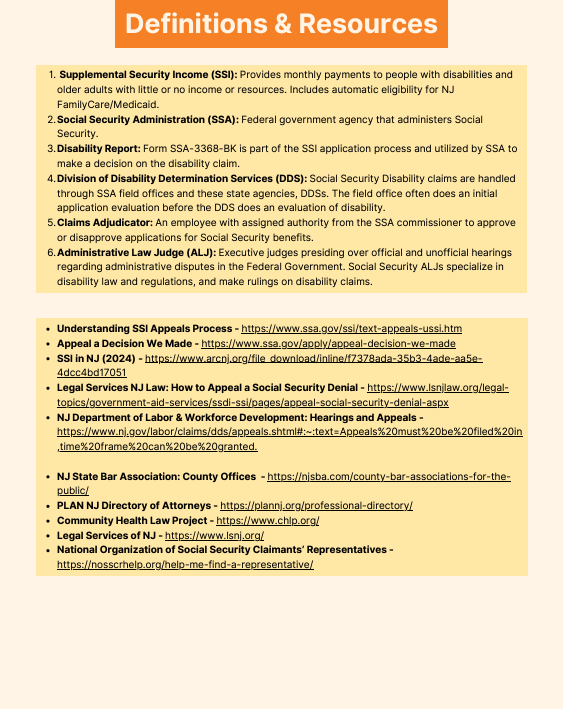 Definitions & Resources
1. Supplemental Security Income (SSI): Provides monthly payments to people with disabilities and
older adults with little or no income or resources. Includes automatic eligibility for NJ
FamilyCare/Medicaid.
2. Social Security Administration (SSA): Federal government agency that administers Social
Security.
3. Disability Report: Form SSA-3368-BK is part of the SSI application process and utilized by SSA to
make a decision on the disability claim.
4. Division of Disability Determination Services (DDS): Social Security Disability claims are handled
through SSA field offices and these state agencies, DDSs. The field office often does an initial
application evaluation before the DDS does an evaluation of disability.
5. Claims Adjudicator: An employee with assigned authority from the SSA commissioner to approve
or disapprove applications for Social Security benefits.
6. Administrative Law Judge (ALJ): Executive judges presiding over official and unofficial hearings
regarding administrative disputes in the Federal Government. Social Security ALJs specialize in
disability law and regulations, and make rulings on disability claims.
• Understanding SSI Appeals Process - https://www.ssa.gov/ssi/text-appeals-ussi.htm
• Appeal a Decision We Made - https://www.ssa.gov/apply/appeal-decision-we-made
• SSI in NJ (2024) - https://www.arcnj.org/file_download/inline/f7378ada-35b3-4ade-aa5e-
4dcc4bd17051
• Legal Services NJ Law: How to Appeal a Social Security Denial - https://www.lsnjlaw.org/legal-
topics/government-aid-services/ssdi-ssi/pages/appeal-social-security-denial-aspx
• NJ Department of Labor & Workforce Development: Hearings and Appeals -
https://www.nj.gov/labor/claims/dds/appeals.shtml#:~:text=Appeals%20must%20be%20filed%20in
,time%20frame%20can%20be%20granted.
• NJ State Bar Association: County Offices - https://njsba.com/county-bar-associations-for-the-
public/
• PLAN NJ Directory of Attorneys - https://plannj.org/professional-directory/
• Community Health Law Project - https://www.chlp.org/
• Legal Services of NJ - https://www.lsnj.org/
• National Organization of Social Security Claimants' Representatives -
https://nosscrhelp.org/help-me-find-a-representative/